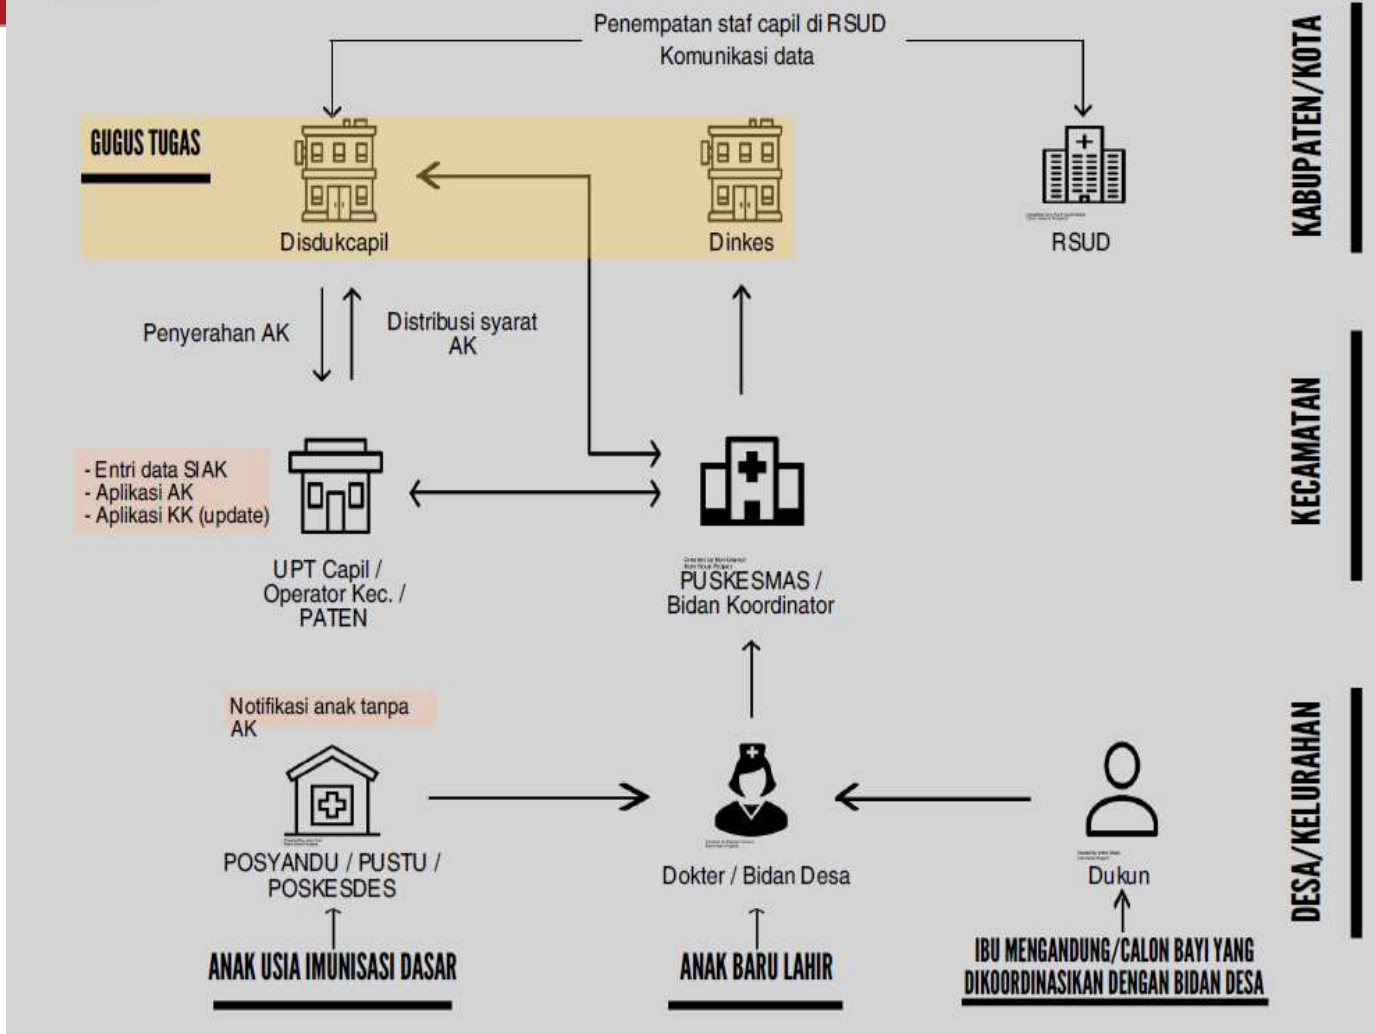 Penempatan staf capil di RSUD
Komunikasi data
KABUPATEN/KOTA
GUGUS TUGAS
Disdukcapil
Dinkes
RSUD
Penyerahan AK
Distribusi syarat
AK
KECAMATAN
- Entri data SIAK
- Aplikasi AK
- Aplikasi KK (update)
UPT Capil /
Operator Kec. /
PATEN
PUSKESMAS /
Bidan Koordinator
DESA/KELURAHAN
Notifikasi anak tanpa
AK
POSYANDU / PUSTU /
POSKESDES
Dokter / Bidan Desa
Dukun
ANAK USIA IMUNISASI DASAR
ANAK BARU LAHIR
IBU MENGANDUNG/CALON BAYI YANG
DIKOORDINASIKAN DENGAN BIDAN DESA